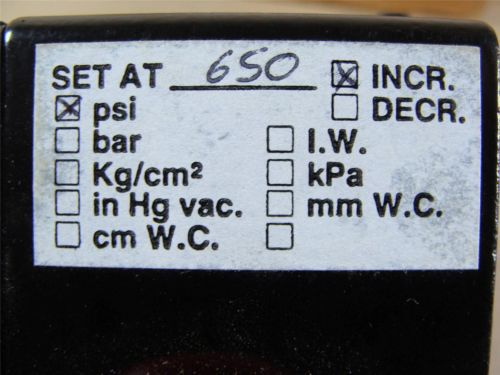 SET AT 650 ☒ INCR.
☒ psi ☐ DECR.
☐ bar ☐ I.W.
☐ Kg/cm² ☐ kPa
☐ in Hg vac. ☐ mm W.C.
☐ cm W.C. ☐